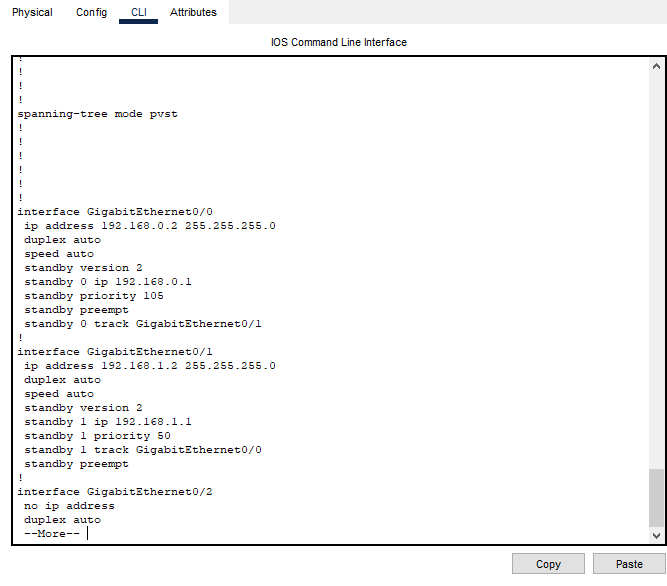 Physical Config CLI Attributes
IOS Command Line Interface
!
!
!
!
spanning-tree mode pvst
!
!
!
!
!
!
interface GigabitEthernet0/0
 ip address 192.168.0.2 255.255.255.0
 duplex auto
 speed auto
 standby version 2
 standby 0 ip 192.168.0.1
 standby priority 105
 standby preempt
 standby 0 track GigabitEthernet0/1
!
interface GigabitEthernet0/1
 ip address 192.168.1.2 255.255.255.0
 duplex auto
 speed auto
 standby version 2
 standby 1 ip 192.168.1.1
 standby 1 priority 50
 standby 1 track GigabitEthernet0/0
 standby preempt
!
interface GigabitEthernet0/2
 no ip address
 duplex auto
 --More--
Copy Paste